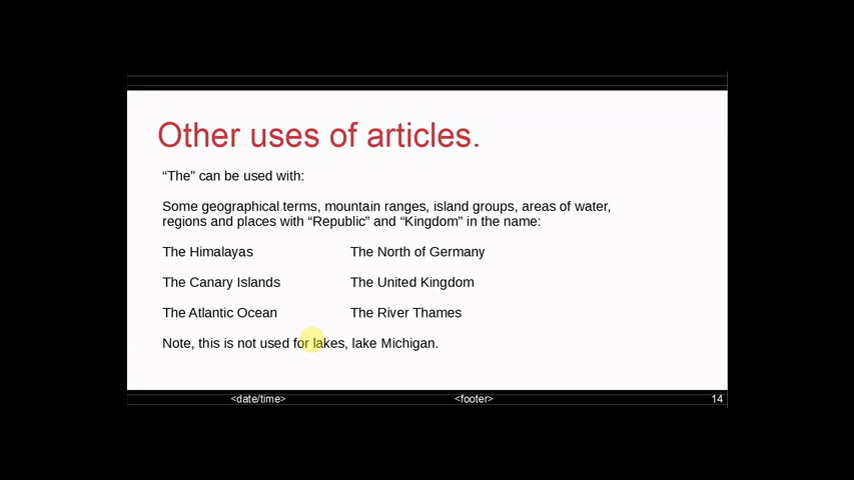 Other uses of articles.
“The” can be used with:
Some geographical terms, mountain ranges, island groups, areas of water,
regions and places with “Republic” and “Kingdom” in the name:
The Himalayas The North of Germany
The Canary Islands The United Kingdom
The Atlantic Ocean The River Thames
Note, this is not used for lakes, lake Michigan.
<date/time> <footer> 14